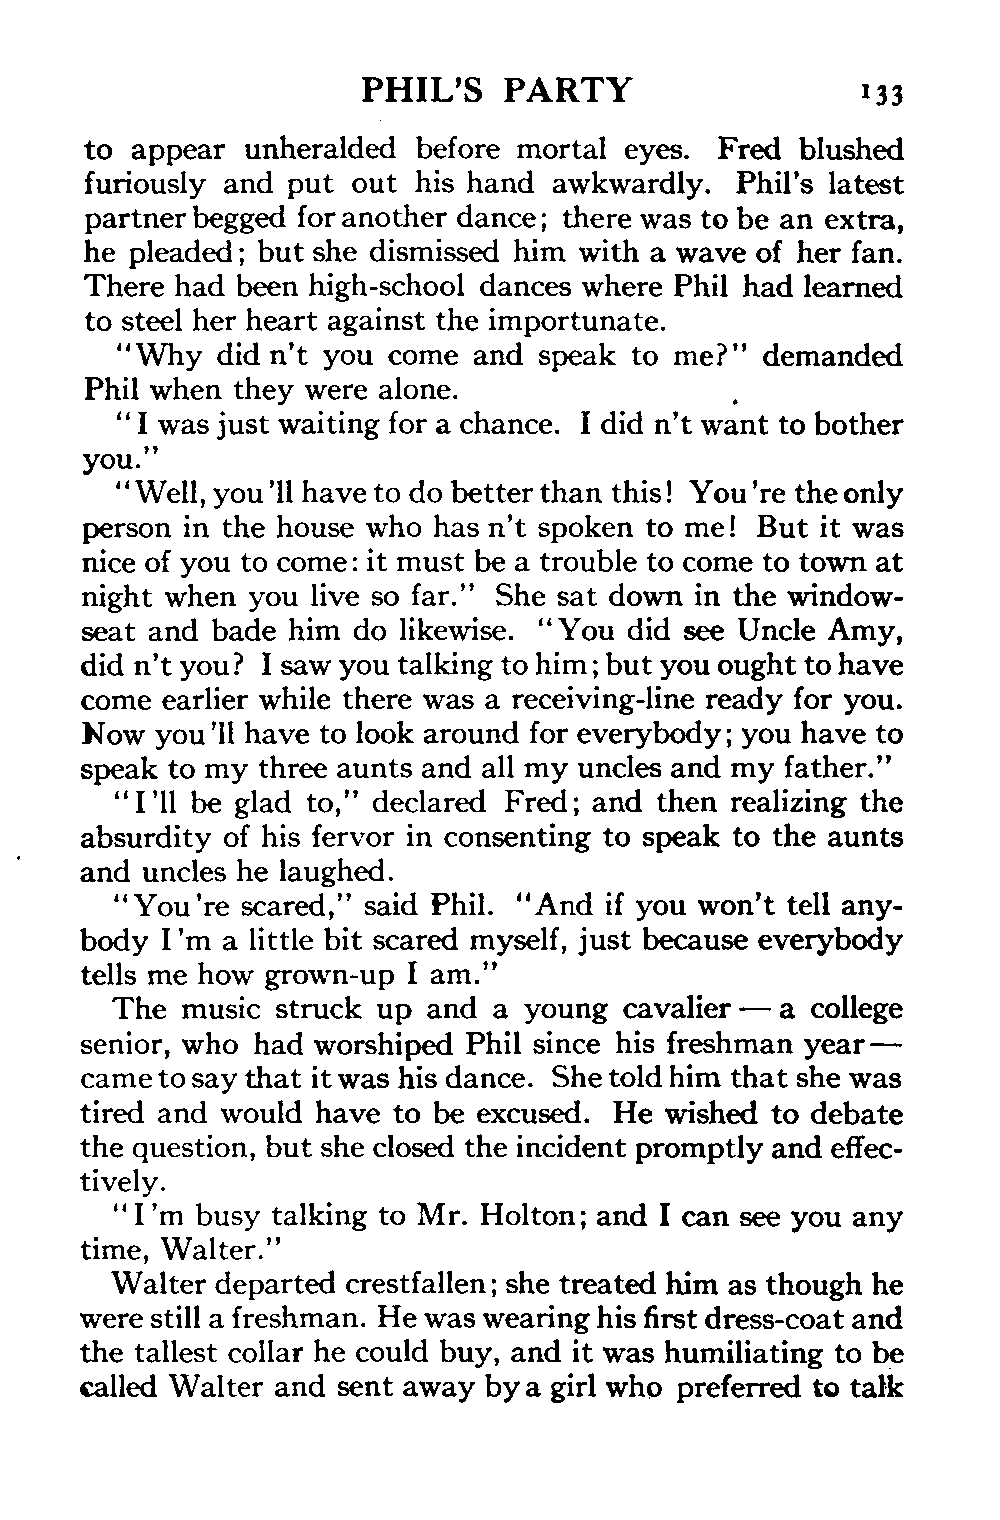 PHIL'S PARTY 133
to appear unheralded before mortal eyes. Fred blushed
furiously and put out his hand awkwardly. Phil's latest
partner begged for another dance; there was to be an extra,
he pleaded; but she dismissed him with a wave of her fan.
There had been high-school dances where Phil had learned
to steel her heart against the importunate.
"Why did n't you come and speak to me?" demanded
Phil when they were alone.
"I was just waiting for a chance. I did n't want to bother
you."
"Well, you 'll have to do better than this! You 're the only
person in the house who has n't spoken to me! But it was
nice of you to come: it must be a trouble to come to town at
night when you live so far." She sat down in the window-
seat and bade him do likewise. "You did see Uncle Amy,
did n't you? I saw you talking to him; but you ought to have
come earlier while there was a receiving-line ready for you.
Now you 'll have to look around for everybody; you have to
speak to my three aunts and all my uncles and my father."
"I 'll be glad to," declared Fred; and then realizing the
absurdity of his fervor in consenting to speak to the aunts
and uncles he laughed.
"You 're scared," said Phil. "And if you won't tell any-
body I 'm a little bit scared myself, just because everybody
tells me how grown-up I am."
The music struck up and a young cavalier — a college
senior, who had worshiped Phil since his freshman year —
came to say that it was his dance. She told him that she was
tired and would have to be excused. He wished to debate
the question, but she closed the incident promptly and effec-
tively.
"I 'm busy talking to Mr. Holton; and I can see you any
time, Walter."
Walter departed crestfallen; she treated him as though he
were still a freshman. He was wearing his first dress-coat and
the tallest collar he could buy, and it was humiliating to be
called Walter and sent away by a girl who preferred to talk